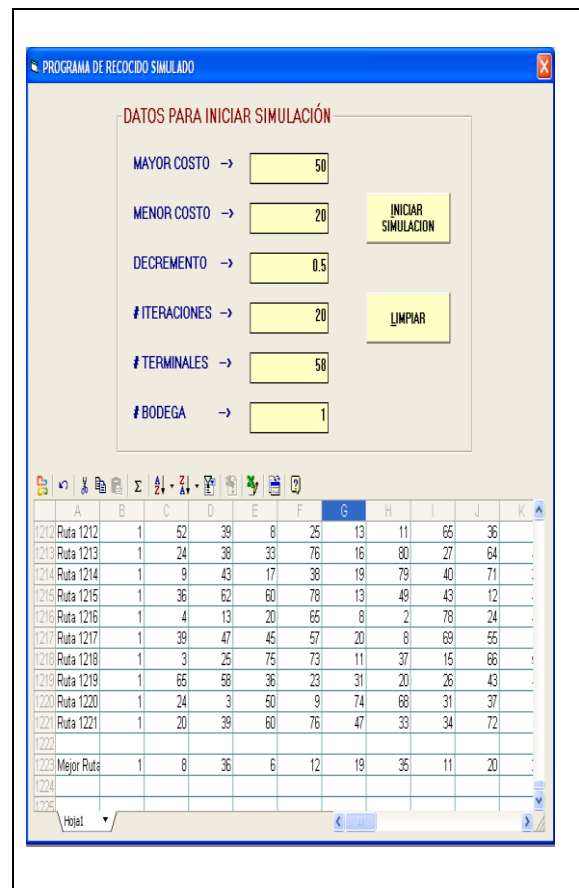 PROGRAMA DE RECOCIDO SIMULADO
DATOS PARA INICIAR SIMULACIÓN
MAYOR COSTO -> 50
MENOR COSTO -> 20
INICIAR SIMULACION
DECREMENTO -> 0.5
# ITERACIONES -> 20
LIMPIAR
# TERMINALES -> 58
# BODEGA -> 1
A B C D E F G H I J K
1212 Ruta 1212 1 52 39 8 25 13 11 65 36
1213 Ruta 1213 1 24 38 33 76 16 80 27 64
1214 Ruta 1214 1 9 43 17 38 19 79 40 71
1215 Ruta 1215 1 36 62 60 78 13 49 43 12
1216 Ruta 1216 1 4 13 20 65 8 2 78 24
1217 Ruta 1217 1 39 47 45 57 20 8 69 55
1218 Ruta 1218 1 3 25 75 73 11 37 15 66
1219 Ruta 1219 1 65 58 36 23 31 20 26 43
1220 Ruta 1220 1 24 3 50 9 74 68 31 37
1221 Ruta 1221 1 20 39 60 76 47 33 34 72
1222
1223 Mejor Ruta 1 8 36 6 12 19 35 11 20
1224
1225
Hoja1